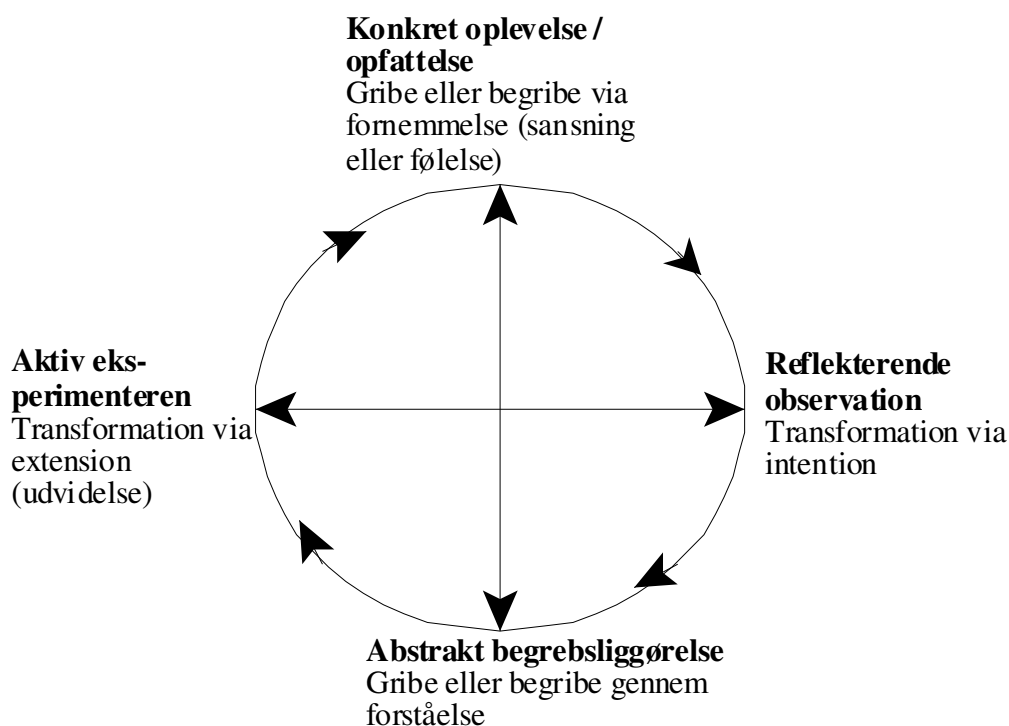 Konkret oplevelse /
opfattelse
Gribe eller begribe via
fornemmelse (sansning
eller følelse)
Aktiv eks-
perimenteren
Transformation via
extension
(udvidelse)
Reflekterende
observation
Transformation via
intention
Abstrakt begrebsliggørelse
Gribe eller begribe gennem
forståelse